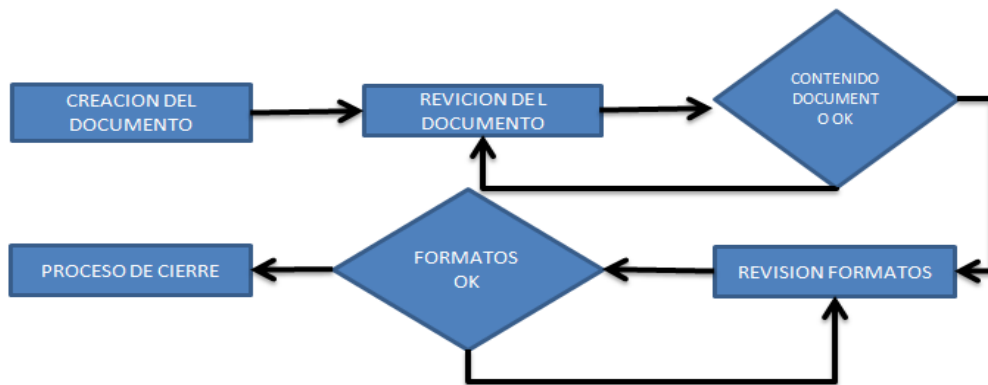 CREACION DEL
DOCUMENTO
REVICION DE L
DOCUMENTO
CONTENIDO
DOCUMENT
O OK
PROCESO DE CIERRE
FORMATOS
OK
REVISION FORMATOS